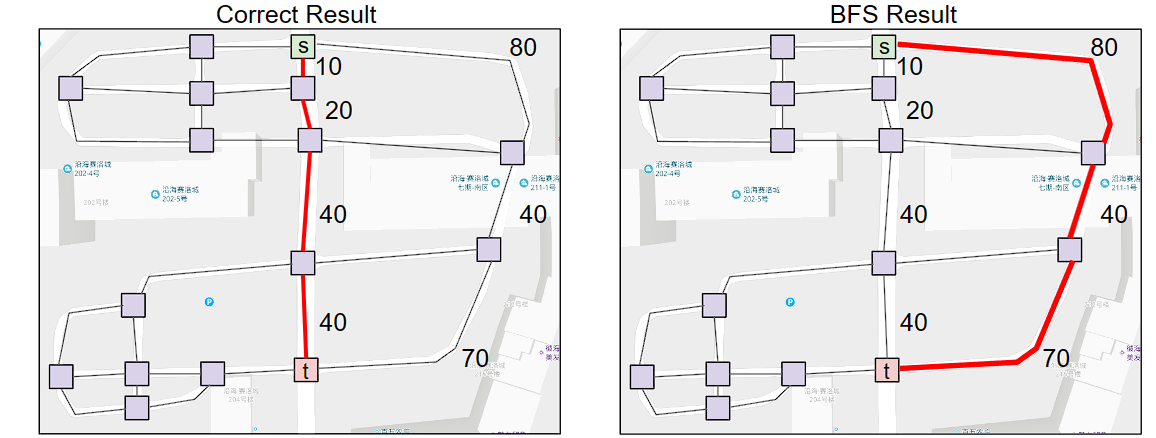 Correct Result
BFS Result
s
80
10
20
沿海赛洛城
202-4号
沿海赛洛城
202-5号
202号楼
沿海·赛洛城
七期-南区
沿海赛洛
211-1号
40
40
P
40
t
70
沿海·赛洛城
204号楼
s
80
10
20
沿海赛洛城
202-4号
沿海赛洛城
202-5号
202号楼
沿海·赛洛城
七期-南区
沿海赛洛
211-1号
40
40
P
40
t
70
沿海·赛洛城
204号楼